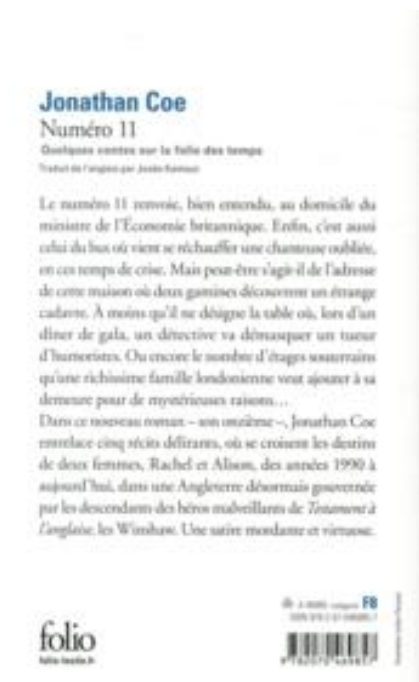 Jonathan Coe
Numéro 11
Quelques contes sur la folie des temps
Traduit de l'anglais par Josée Kamoun
Le numéro 11 renvoie, bien entendu, au domicile du
ministre de l'Économie britannique. Enfin, c'est aussi
celui du bus où vient se réchauffer une chanteuse oubliée,
en ces temps de crise. Mais peut-être s'agit-il de l'adresse
de cette maison où deux gamines découvrent un étrange
cadavre. À moins qu'il ne désigne la table où, lors d'un
dîner de gala, un détective va démasquer un tueur
d'humoristes. Ou encore le nombre d'étages souterrains
qu'une richissime famille londonienne veut ajouter à sa
demeure pour de mystérieuses raisons…
Dans ce nouveau roman – son onzième –, Jonathan Coe
entrelace cinq récits délirants, où se croisent les destins
de deux femmes, Rachel et Alison, des années 1990 à
aujourd'hui, dans une Angleterre désormais gouvernée
par les descendants des héros malveillants de Testament à
l'anglaise, les Winshaw. Une satire mordante et virtuose.
F8
folio
folio-lesite.fr